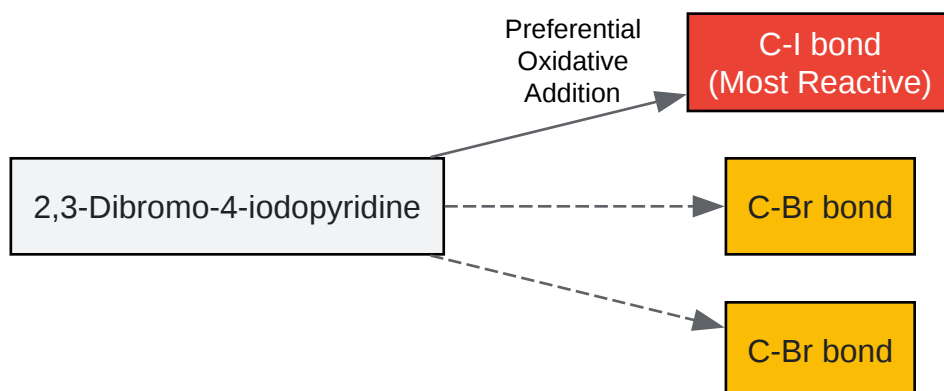 Preferential
Oxidative
Addition
C-I bond
(Most Reactive)
2,3-Dibromo-4-iodopyridine
C-Br bond
C-Br bond